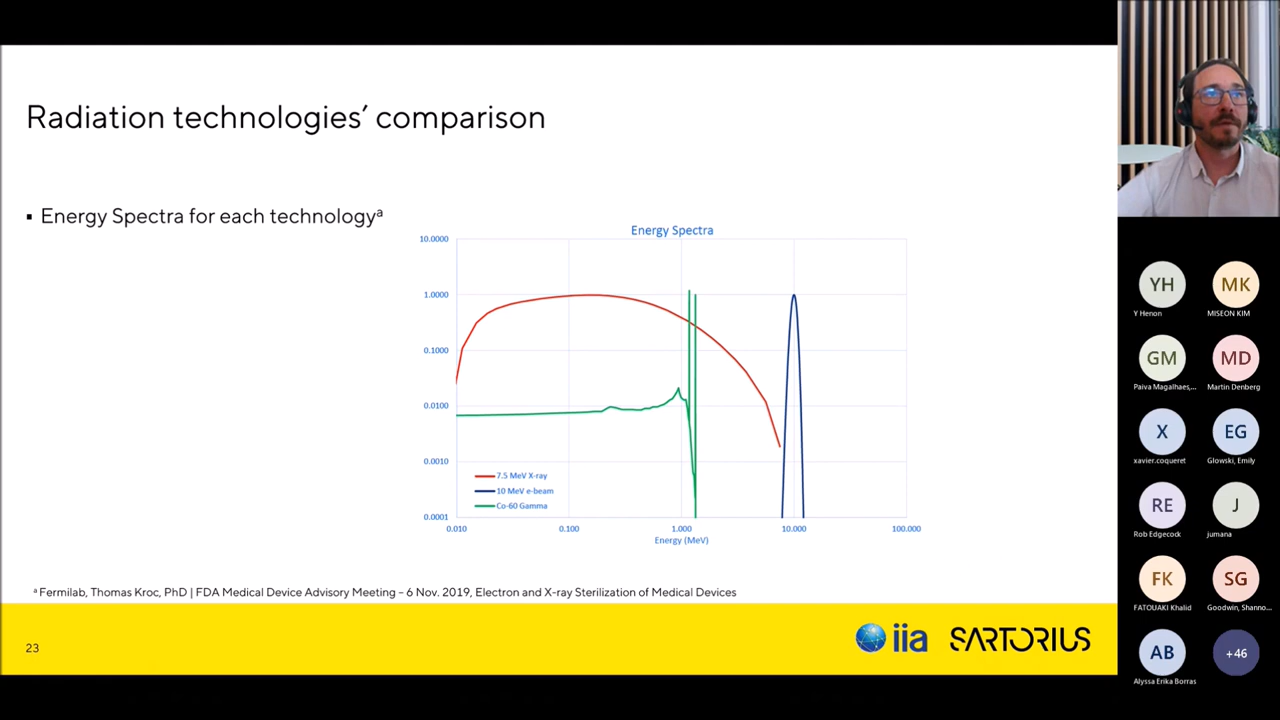 Radiation technologies’ comparison
▪ Energy Spectra for each technologyᵃ
Energy Spectra
10.0000
1.0000
0.1000
0.0100
0.0010
0.0001
7.5 MeV X-ray
10 MeV e-beam
Co-60 Gamma
0.010 0.100 1.000 10.000 100.000
Energy (MeV)
ᵃ Fermilab, Thomas Kroc, PhD | FDA Medical Device Advisory Meeting – 6 Nov. 2019, Electron and X-ray Sterilization of Medical Devices
23
iia SARTORIUS
YH MK
Y Henon MISEON KIM
GM MD
Paiva Magalhaes,... Martin Denberg
X EG
xavier.coqueret Glowski, Emily
RE J
Rob Edgecock jumana
FK SG
FATOUAKI Khalid Goodwin, Shanno...
AB +46
Alyssa Erika Borras